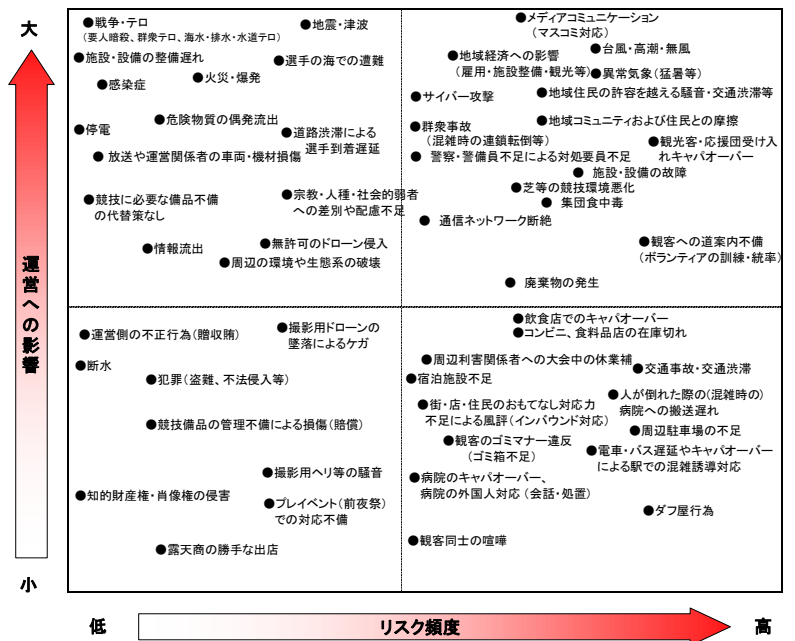 大
運営への影響
小
●戦争・テロ
(要人暗殺、群衆テロ、海水・排水・水道テロ)
●地震・津波
●施設・設備の整備遅れ
●選手の海での遭難
●感染症
●火災・爆発
●危険物質の偶発流出
●停電
●道路渋滞による
選手到着遅延
●放送や運営関係者の車両・機材損傷
●競技に必要な備品不備
の代替策なし
●宗教・人種・社会的弱者
への差別や配慮不足
●情報流出
●無許可のドローン侵入
●周辺の環境や生態系の破壊
●メディアコミュニケーション
(マスコミ対応)
●地域経済への影響
(雇用・施設整備・観光等)
●台風・高潮・無風
●異常気象(猛暑等)
●サイバー攻撃
●地域住民の許容を越える騒音・交通渋滞等
●群衆事故
(混雑時の連鎖転倒等)
●地域コミュニティおよび住民との摩擦
●観光客・応援団受け入
れキャパオーバー
●警察・警備員不足による対処要員不足
●施設・設備の故障
●芝等の競技環境悪化
●集団食中毒
●通信ネットワーク断絶
●観客への道案内不備
(ボランティアの訓練・統率)
●廃棄物の発生
●運営側の不正行為(贈収賄)
●撮影用ドローンの
墜落によるケガ
●断水
●犯罪(盗難、不法侵入等)
●競技備品の管理不備による損傷(賠償)
●撮影用ヘリ等の騒音
●知的財産権・肖像権の侵害
●プレイベント(前夜祭)
での対応不備
●露天商の勝手な出店
●飲食店でのキャパオーバー
●コンビニ、食料品店の在庫切れ
●周辺利害関係者への大会中の休業補
●交通事故・交通渋滞
●宿泊施設不足
●人が倒れた際の(混雑時の)
病院への搬送遅れ
●街・店・住民のおもてなし対応力
不足による風評(インバウンド対応)
●周辺駐車場の不足
●観客のゴミマナー違反
(ゴミ箱不足)
●電車・バス遅延やキャパオーバー
による駅での混雑誘導対応
●病院のキャパオーバー、
病院の外国人対応(会話・処置)
●ダフ屋行為
●観客同士の喧嘩
低
リスク頻度
高